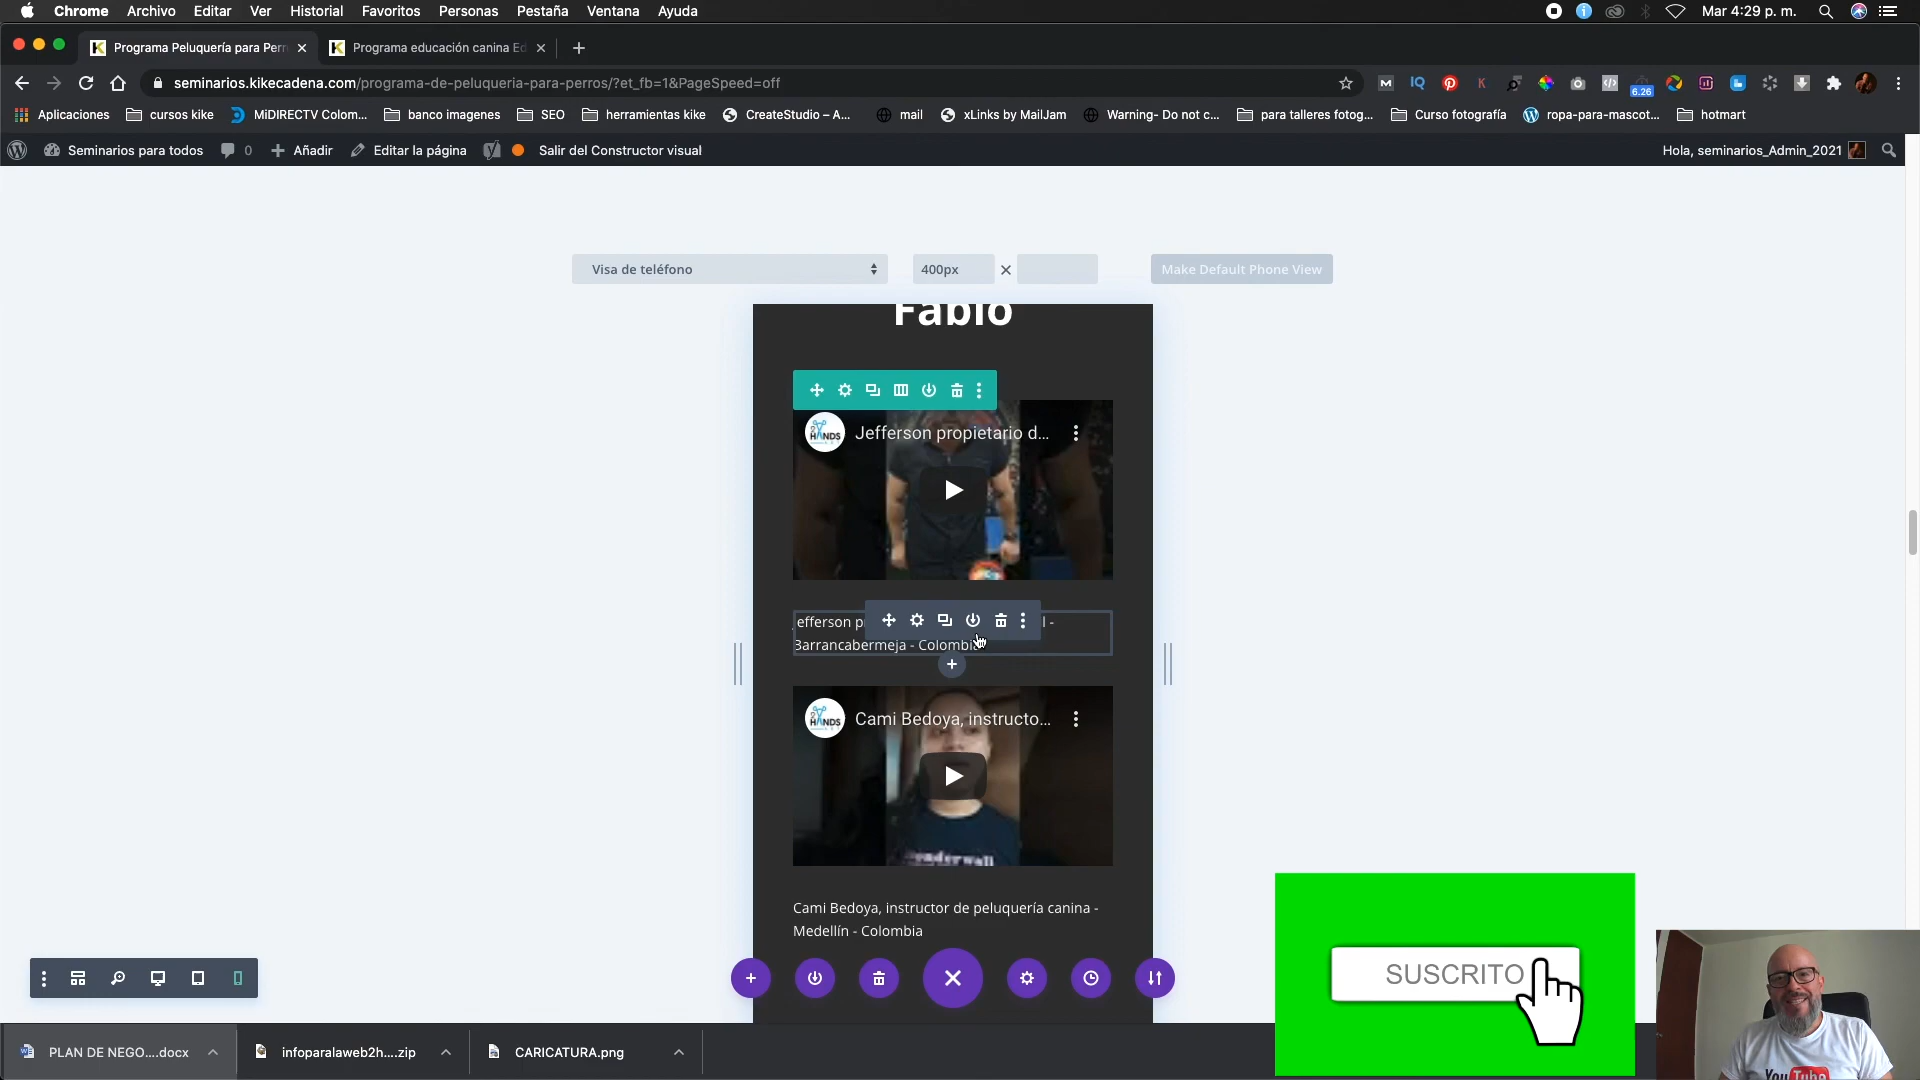 Chrome Archivo Editar Ver Historial Favoritos Personas Pestaña Ventana Ayuda
Mar 4:29 p. m.
Programa Peluquería para Perr
Programa educación canina Ed
seminarios.kikecadena.com/programa-de-peluqueria-para-perros/?et_fb=1&PageSpeed=off
6.26
Aplicaciones
cursos kike
MiDIRECTV Colom...
banco imagenes
SEO
herramientas kike
CreateStudio – A...
mail
xLinks by MailJam
Warning- Do not c...
para talleres fotog...
Curso fotografía
ropa-para-mascot...
hotmart
Seminarios para todos
0
Añadir
Editar la página
Salir del Constructor visual
Hola, seminarios_Admin_2021
Visa de teléfono
400px
Make Default Phone View
Fabio
HANDS
Jefferson propietario d...
Barrancabermeja - Colombia
HANDS
Cami Bedoya, instructo...
Cami Bedoya, instructor de peluquería canina -
Medellín - Colombia
SUSCRITO
PLAN DE NEGO....docx
infoparalaweb2h....zip
CARICATURA.png
YouTube